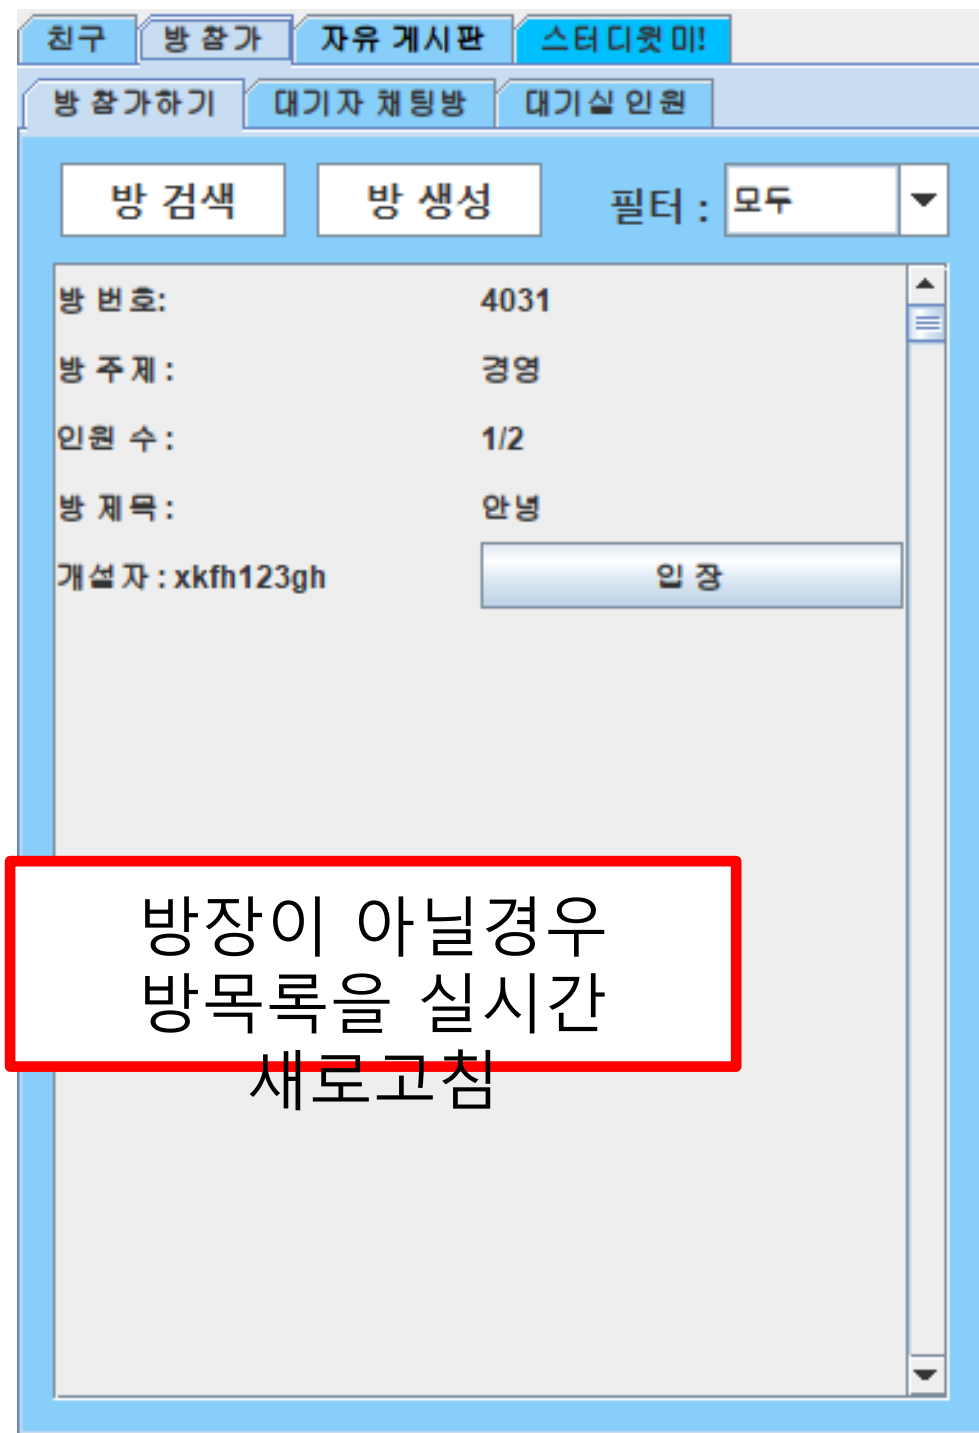 친구 방 참가 자유 게시판 스터디윗미!
방 참가하기 대기자 채팅방 대기실 인원
방 검색 방 생성 필터 : 모두
방 번호: 4031
방 주제 : 경영
인원 수 : 1/2
방 제목 : 안녕
개설자 : xkfh123gh 입장
방장이 아닐경우
방목록을 실시간
새로고침